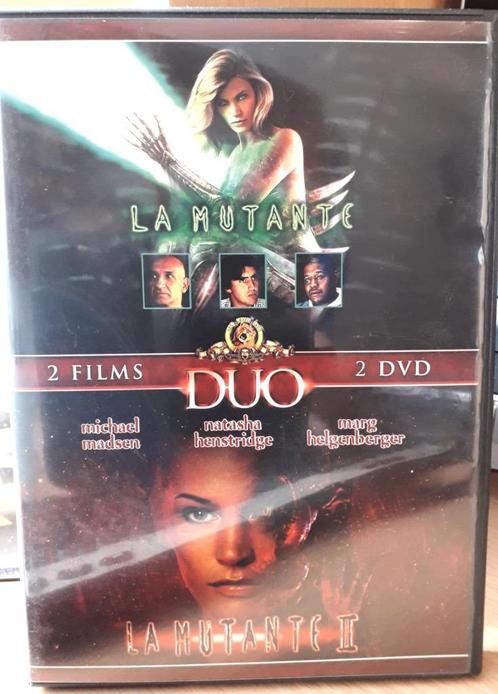 LA MUTANTE
2 FILMS
DUO
2 DVD
michael madsen
natasha henstridge
marg helgenberger
LA MUTANTE II